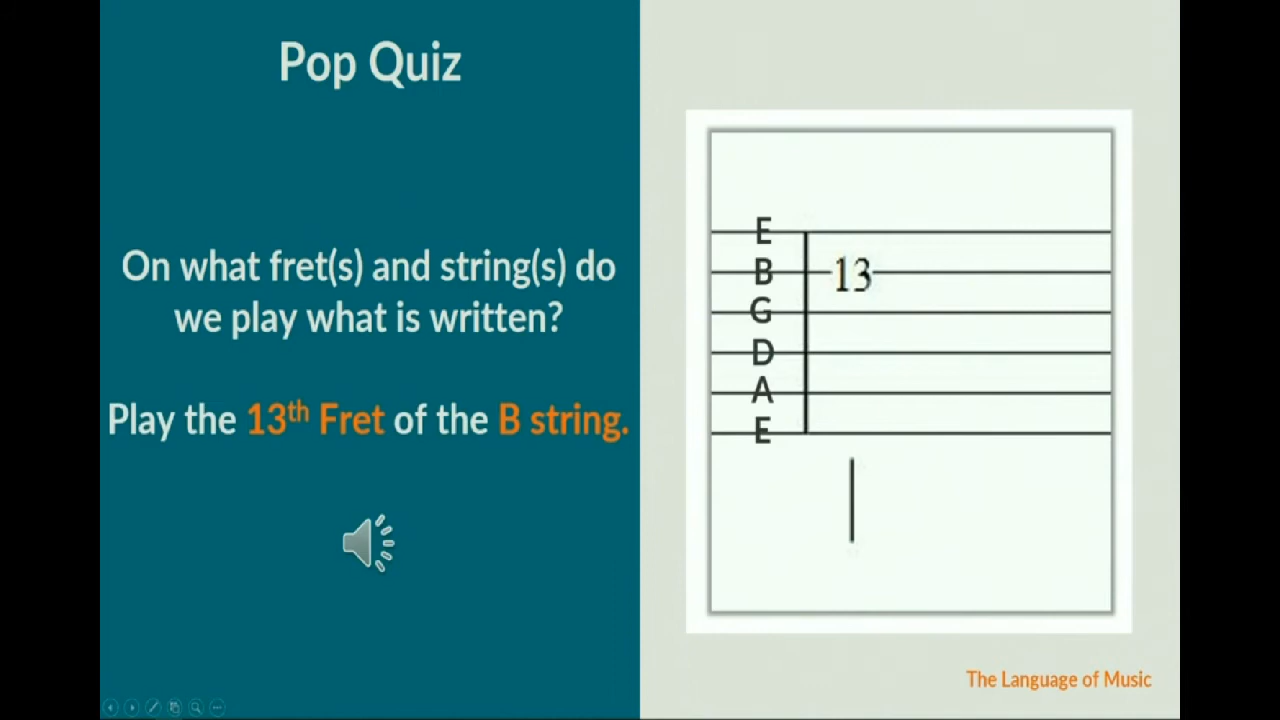 Pop Quiz
On what fret(s) and string(s) do
we play what is written?
Play the 13th Fret of the B string.
E
B 13
G
D
A
E
The Language of Music